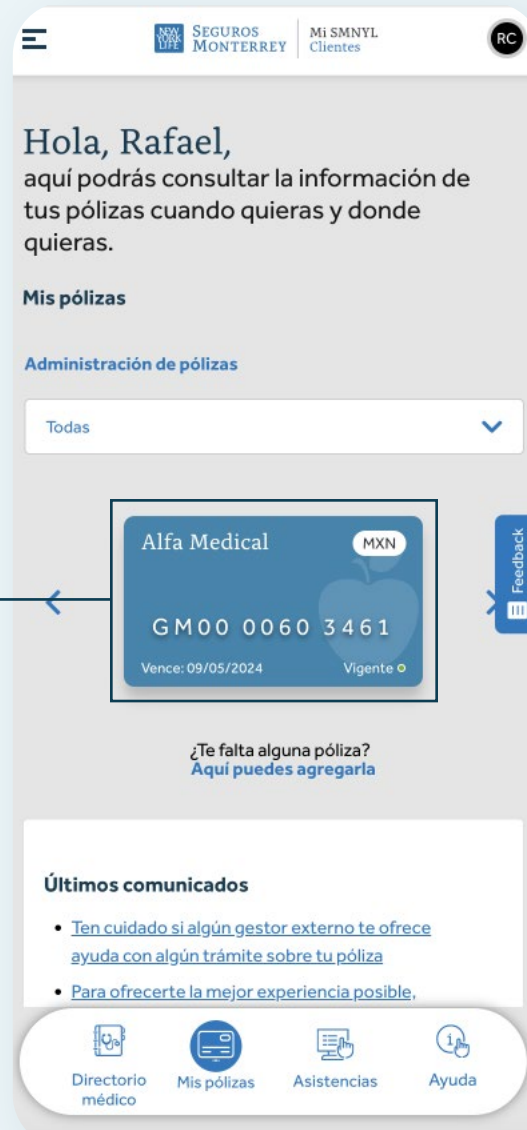 NEW
YORK
LIFE
SEGUROS
MONTERREY
Mi SMNYL
Clientes
RC
Hola, Rafael,
aquí podrás consultar la información de
tus pólizas cuando quieras y donde
quieras.
Mis pólizas
Administración de pólizas
Todas
Alfa Medical
MXN
GM00 0060 3461
Vence: 09/05/2024
Vigente
Feedback
¿Te falta alguna póliza?
Aquí puedes agregarla
Últimos comunicados
• Ten cuidado si algún gestor externo te ofrece
ayuda con algún trámite sobre tu póliza
• Para ofrecerte la mejor experiencia posible,
Directorio
médico
Mis pólizas
Asistencias
Ayuda